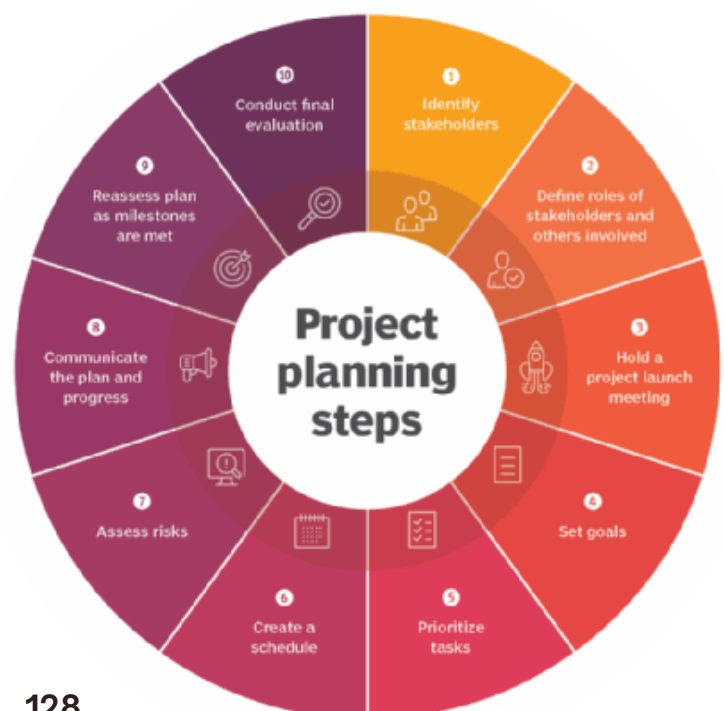 Project
planning
steps
1
Identify
stakeholders
2
Define roles of
stakeholders and
others involved
3
Hold a
project launch
meeting
4
Set goals
5
Prioritize
tasks
6
Create a
schedule
7
Assess risks
8
Communicate
the plan and
progress
9
Reassess plan
as milestones
are met
10
Conduct final
evaluation
128